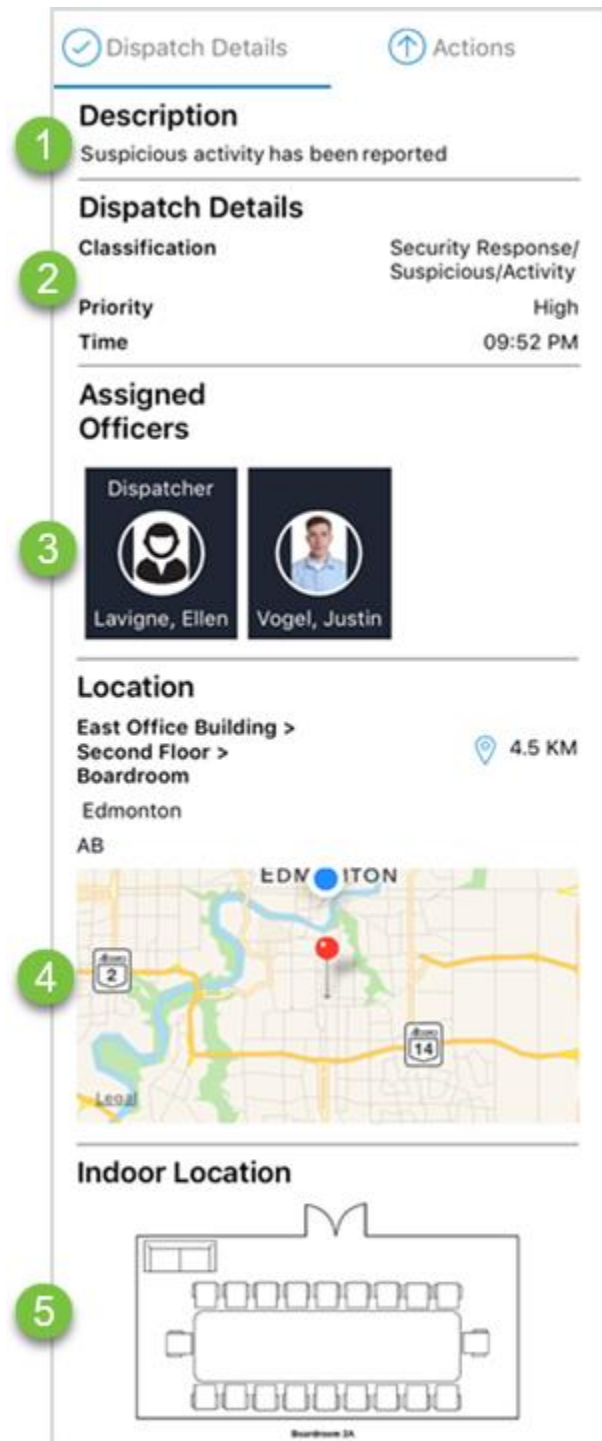 Dispatch Details
Actions
Description
1
Suspicious activity has been reported
Dispatch Details
Classification
Security Response/
Suspicious/Activity
2
Priority
High
Time
09:52 PM
Assigned
Officers
Dispatcher
3
Lavigne, Ellen
Vogel, Justin
Location
East Office Building >
Second Floor >
Boardroom
4.5 KM
Edmonton
AB
4
2
14
Legal
Indoor Location
5
Boardroom 2A